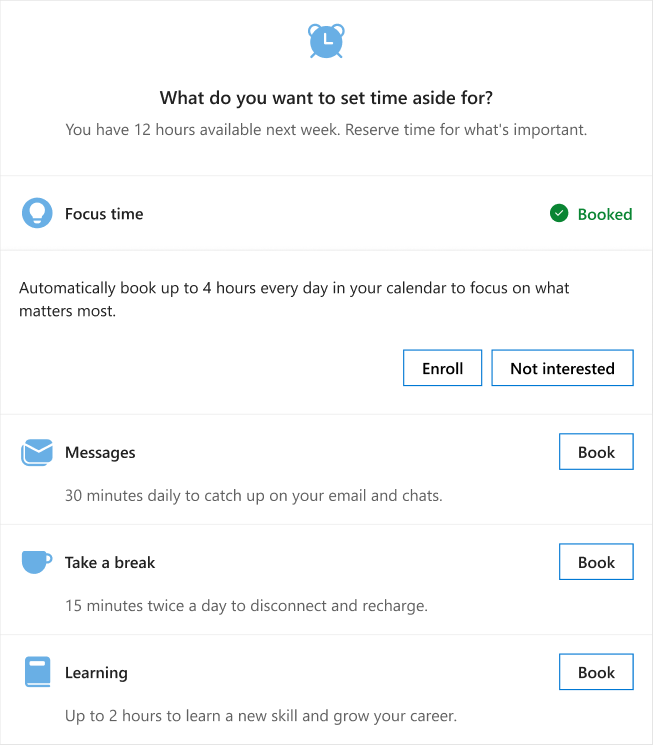 What do you want to set time aside for?
You have 12 hours available next week. Reserve time for what's important.
Focus time
Booked
Automatically book up to 4 hours every day in your calendar to focus on what
matters most.
Enroll
Not interested
Messages
Book
30 minutes daily to catch up on your email and chats.
Take a break
Book
15 minutes twice a day to disconnect and recharge.
Learning
Book
Up to 2 hours to learn a new skill and grow your career.